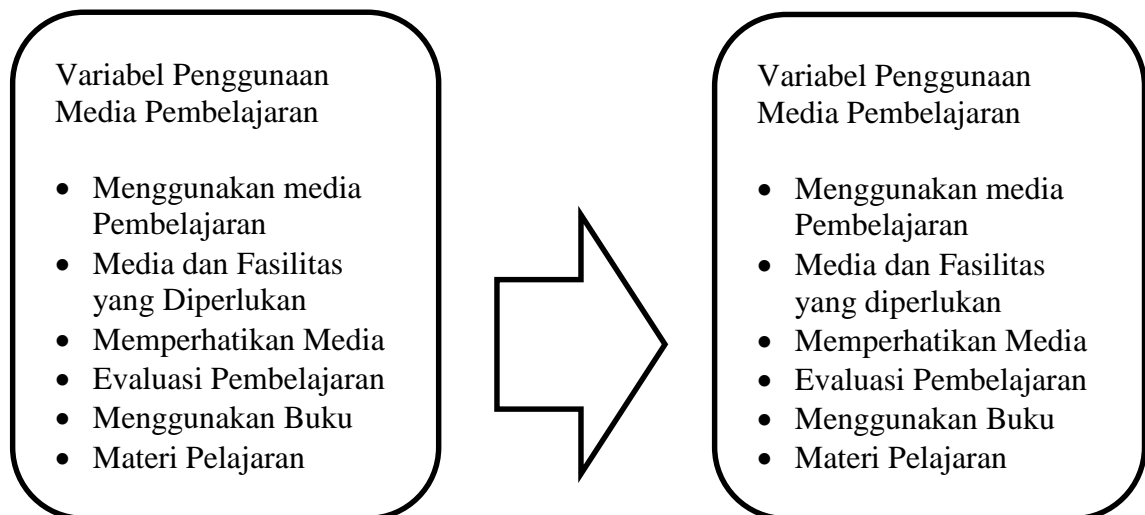 Variabel Penggunaan
Media Pembelajaran
• Menggunakan media
Pembelajaran
• Media dan Fasilitas
yang Diperlukan
• Memperhatikan Media
• Evaluasi Pembelajaran
• Menggunakan Buku
• Materi Pelajaran
Variabel Penggunaan
Media Pembelajaran
• Menggunakan media
Pembelajaran
• Media dan Fasilitas
yang diperlukan
• Memperhatikan Media
• Evaluasi Pembelajaran
• Menggunakan Buku
• Materi Pelajaran